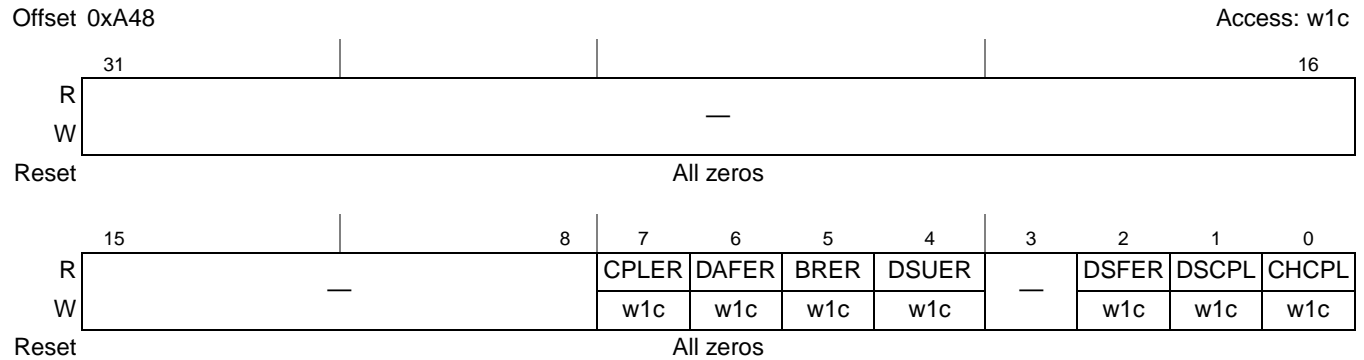 Offset 0xA48 Access: w1c
31 16
R
—
W
Reset All zeros
15 8 7 6 5 4 3 2 1 0
R — CPLER DAFER BRER DSUER — DSFER DSCPL CHCPL
W w1c w1c w1c w1c w1c w1c w1c
Reset All zeros